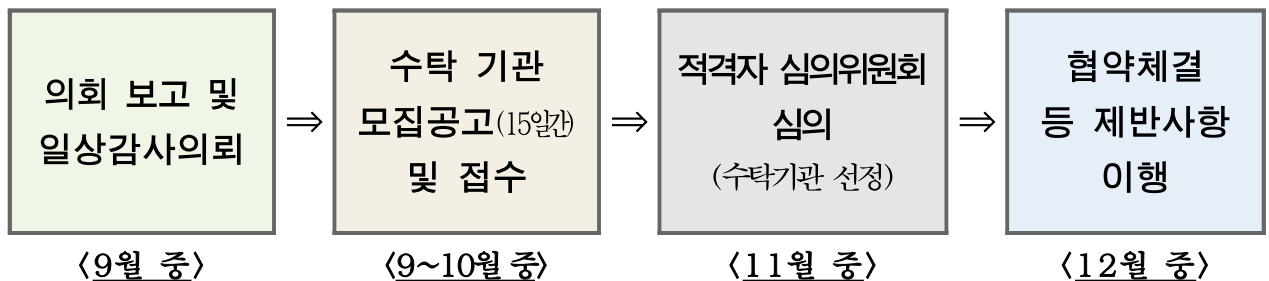 의회 보고 및
일상감사의뢰
⇒
수탁 기관
모집공고(15일간)
및 접수
⇒
적격자 심의위원회
심의
(수탁기관 선정)
⇒
협약체결
등 제반사항
이행
〈9월 중〉
〈9~10월 중〉
〈11월 중〉
〈12월 중〉